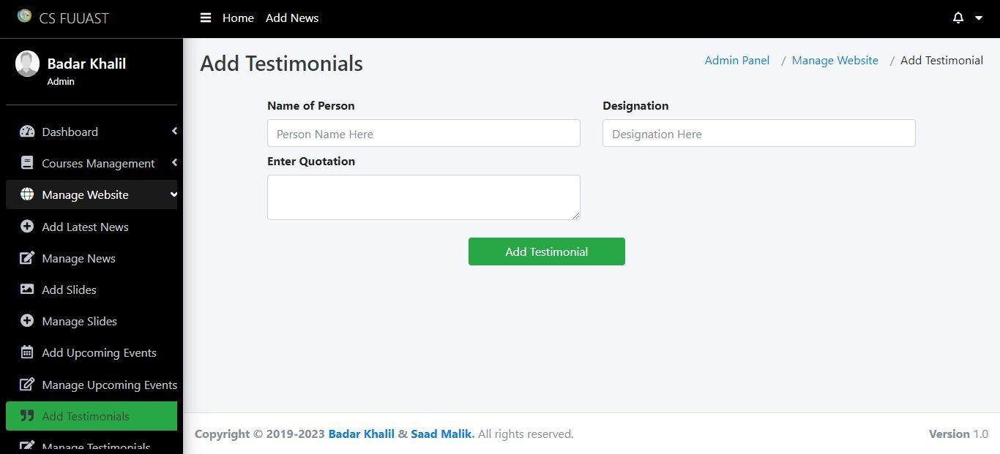 CS FUUAST
Home
Add News
Badar Khalil
Admin
Dashboard
Courses Management
Manage Website
Add Latest News
Manage News
Add Slides
Manage Slides
Add Upcoming Events
Manage Upcoming Events
Add Testimonials
Manage Testimonials
Add Testimonials
Admin Panel / Manage Website / Add Testimonial
Name of Person
Person Name Here
Designation
Designation Here
Enter Quotation
Add Testimonial
Copyright © 2019-2023 Badar Khalil & Saad Malik. All rights reserved.
Version 1.0